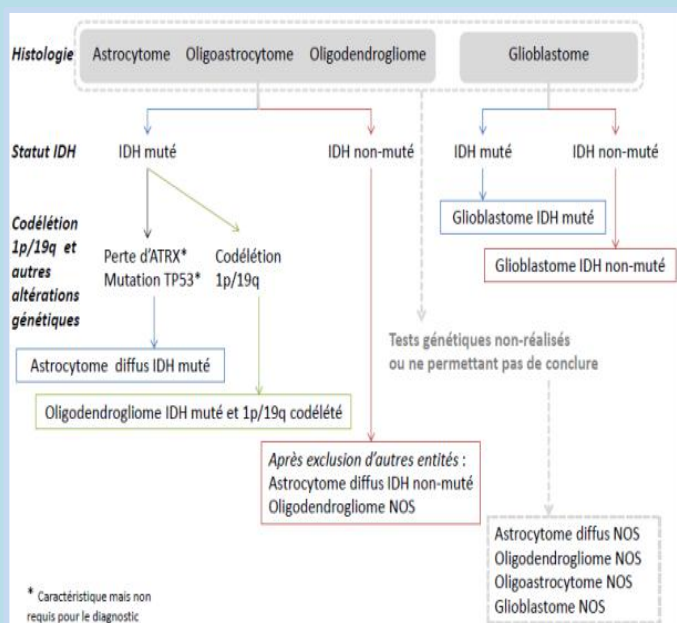 Histologie
Astrocytome Oligoastrocytome Oligodendrogliome
Glioblastome
Statut IDH
IDH muté
IDH non-muté
IDH muté
IDH non-muté
Glioblastome IDH muté
Glioblastome IDH non-muté
Codélétion
1p/19q et
autres
altérations
génétiques
Perte d'ATRX*
Mutation TP53*
Codélétion
1p/19q
Astrocytome diffus IDH muté
Oligodendrogliome IDH muté et 1p/19q codélété
Tests génétiques non-réalisés
ou ne permettant pas de conclure
Après exclusion d'autres entités :
Astrocytome diffus IDH non-muté
Oligodendrogliome NOS
Astrocytome diffus NOS
Oligodendrogliome NOS
Oligoastrocytome NOS
Glioblastome NOS
* Caractéristique mais non
requis pour le diagnostic